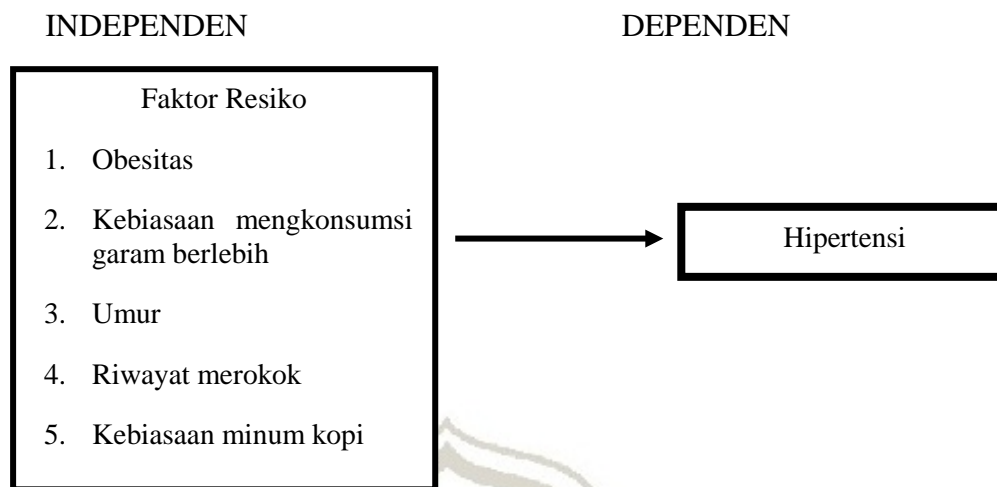 INDEPENDEN
DEPENDEN
Faktor Resiko
1. Obesitas
2. Kebiasaan mengkonsumsi
garam berlebih
3. Umur
4. Riwayat merokok
5. Kebiasaan minum kopi
Hipertensi